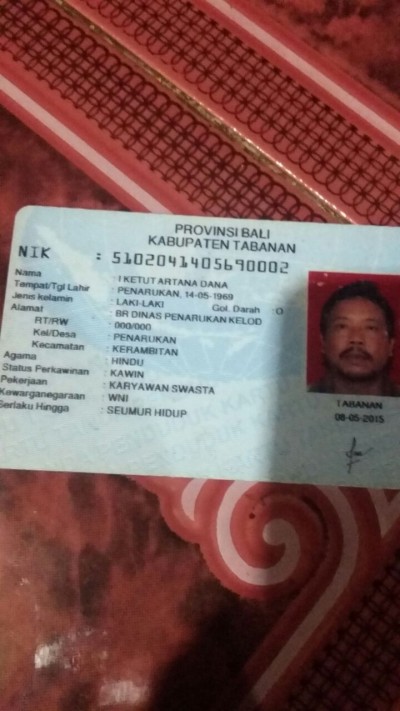 PROVINSI BALI
KABUPATEN TABANAN
NIK : 5102041405690002
Nama : I KETUT ARTANA DANA
Tempat/Tgl Lahir : PENARUKAN, 14-05-1969
Jenis kelamin : LAKI-LAKI Gol. Darah : O
Alamat : BR DINAS PENARUKAN KELOD
RT/RW : 000/000
Kel/Desa : PENARUKAN
Kecamatan : KERAMBITAN
Agama : HINDU
Status Perkawinan : KAWIN
Pekerjaan : KARYAWAN SWASTA
Kewarganegaraan : WNI
Berlaku Hingga : SEUMUR HIDUP
TABANAN
08-05-2015